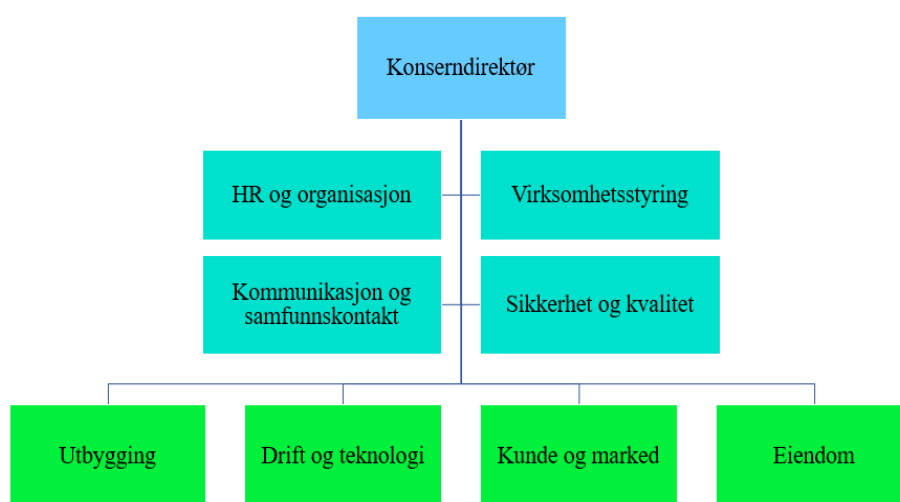 Konserndirektør
HR og organisasjon
Virksomhetsstyring
Kommunikasjon og
samfunnskontakt
Sikkerhet og kvalitet
Utbygging
Drift og teknologi
Kunde og marked
Eiendom